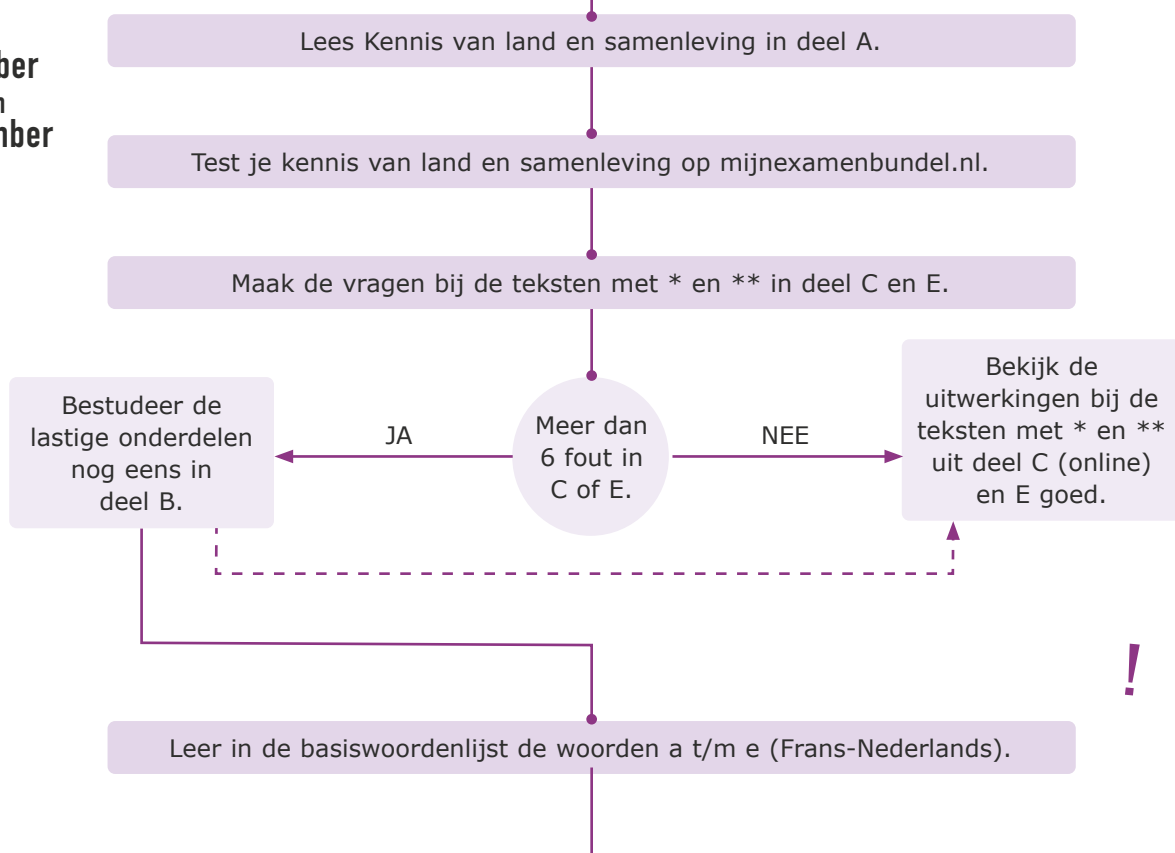 Lees Kennis van land en samenleving in deel A.
Test je kennis van land en samenleving op mijnexamenbundel.nl.
Maak de vragen bij de teksten met * en ** in deel C en E.
Bestudeer de
lastige onderdelen
nog eens in
deel B.
JA
Meer dan
6 fout in
C of E.
NEE
Bekijk de
uitwerkingen bij de
teksten met * en **
uit deel C (online)
en E goed.
!
Leer in de basiswoordenlijst de woorden a t/m e (Frans-Nederlands).